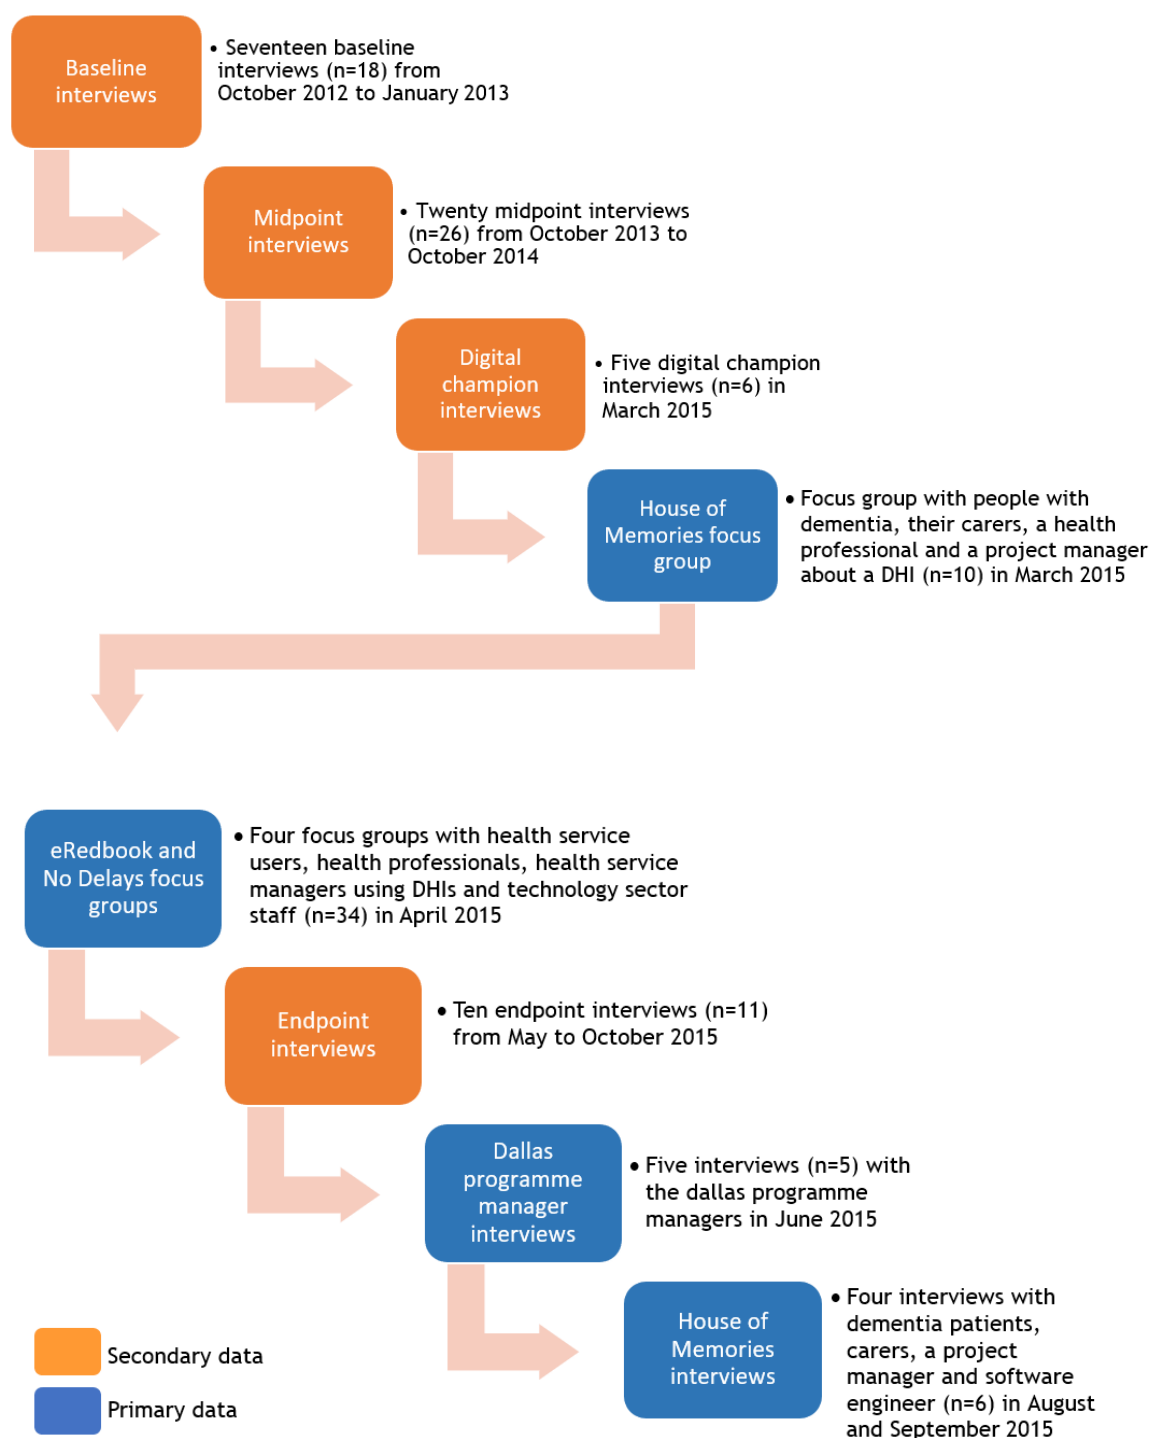 Baseline
interviews
• Seventeen baseline
interviews (n=18) from
October 2012 to January 2013
Midpoint
interviews
• Twenty midpoint interviews
(n=26) from October 2013 to
October 2014
Digital
champion
interviews
• Five digital champion
interviews (n=6) in
March 2015
House of
Memories focus
group
• Focus group with people with
dementia, their carers, a health
professional and a project manager
about a DHI (n=10) in March 2015
eRedbook and
No Delays focus
groups
• Four focus groups with health service
users, health professionals, health service
managers using DHIs and technology sector
staff (n=34) in April 2015
Endpoint
interviews
• Ten endpoint interviews (n=11)
from May to October 2015
Dallas
programme
manager
interviews
• Five interviews (n=5) with
the dallas programme
managers in June 2015
House of
Memories
interviews
• Four interviews with
dementia patients,
carers, a project
manager and software
engineer (n=6) in August
and September 2015
Secondary data
Primary data